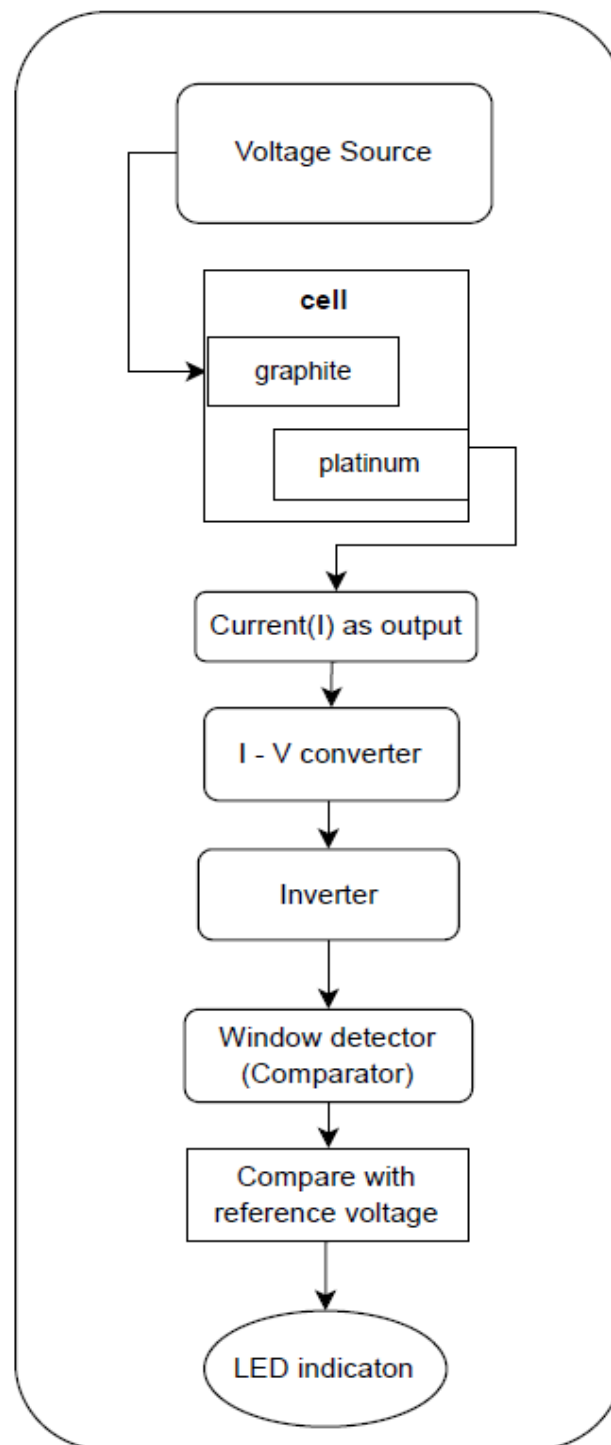 Voltage Source
cell
graphite
platinum
Current(I) as output
I - V converter
Inverter
Window detector
(Comparator)
Compare with
reference voltage
LED indicaton